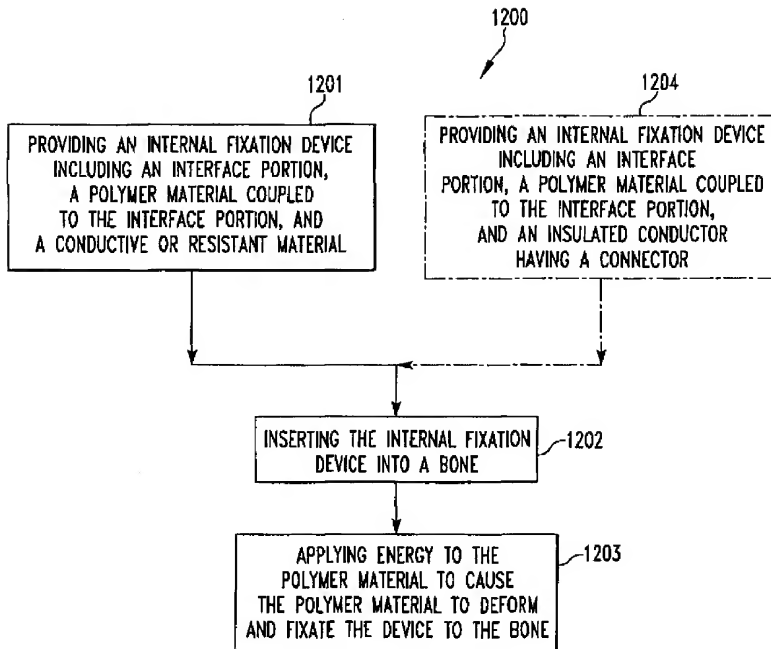 1200
1201
PROVIDING AN INTERNAL FIXATION DEVICE
INCLUDING AN INTERFACE PORTION,
A POLYMER MATERIAL COUPLED
TO THE INTERFACE PORTION, AND
A CONDUCTIVE OR RESISTANT MATERIAL
1204
PROVIDING AN INTERNAL FIXATION DEVICE
INCLUDING AN INTERFACE
PORTION, A POLYMER MATERIAL COUPLED
TO THE INTERFACE PORTION,
AND AN INSULATED CONDUCTOR
HAVING A CONNECTOR
INSERTING THE INTERNAL FIXATION
DEVICE INTO A BONE
1202
APPLYING ENERGY TO THE
POLYMER MATERIAL TO CAUSE
THE POLYMER MATERIAL TO DEFORM
AND FIXATE THE DEVICE TO THE BONE
1203